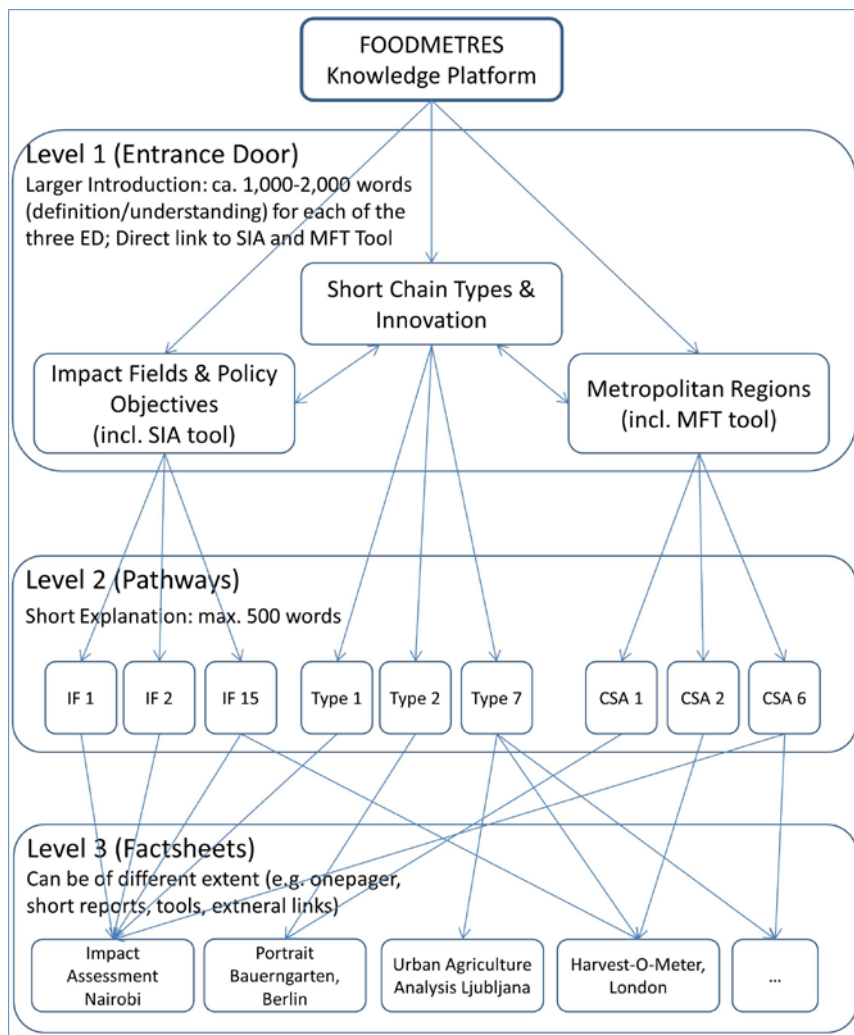 FOODMETRES
Knowledge Platform
Level 1 (Entrance Door)
Larger Introduction: ca. 1,000-2,000 words
(definition/understanding) for each of the
three ED; Direct link to SIA and MFT Tool
Short Chain Types &
Innovation
Impact Fields & Policy
Objectives
(incl. SIA tool)
Metropolitan Regions
(incl. MFT tool)
Level 2 (Pathways)
Short Explanation: max. 500 words
IF 1
IF 2
IF 15
Type 1
Type 2
Type 7
CSA 1
CSA 2
CSA 6
Level 3 (Factsheets)
Can be of different extent (e.g. onepager,
short reports, tools, extneral links)
Impact
Assessment
Nairobi
Portrait
Bauerngarten,
Berlin
Urban Agriculture
Analysis Ljubljana
Harvest-O-Meter,
London
...